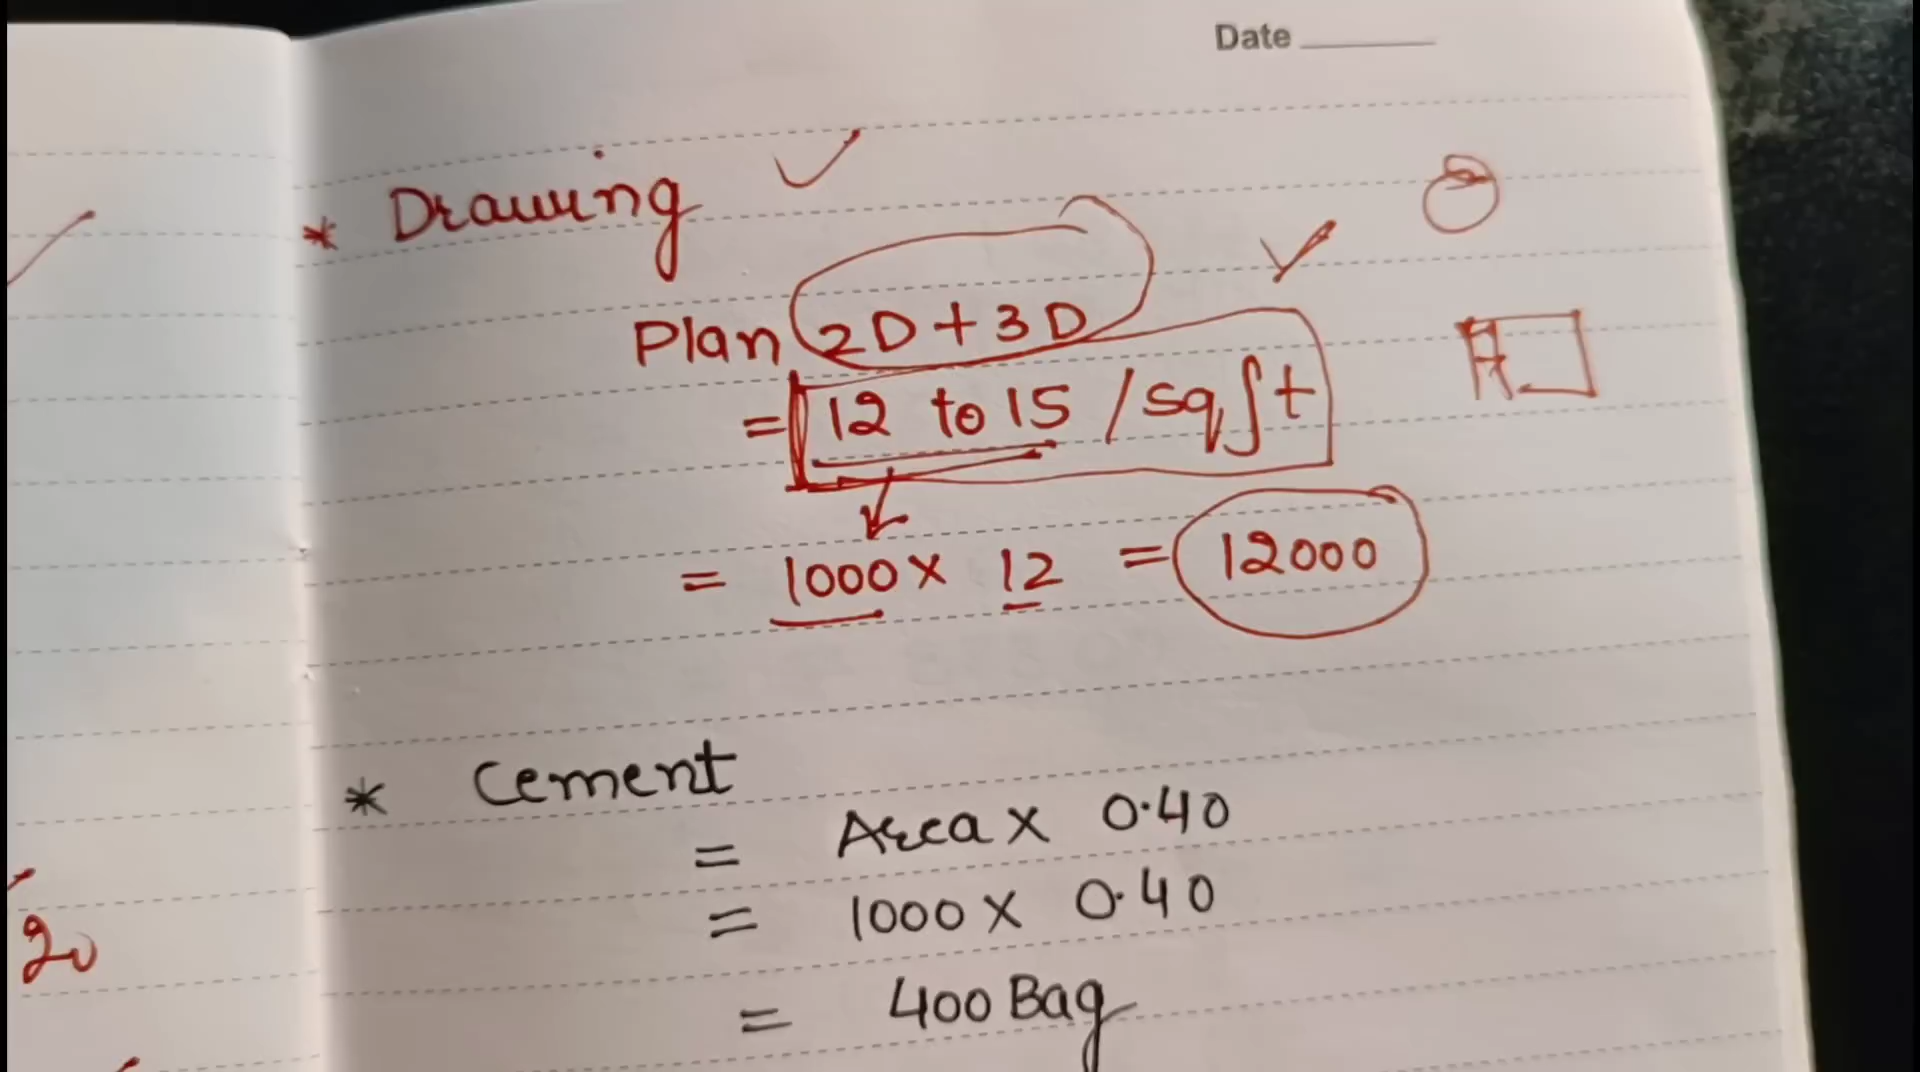 Date
* Drawing
Plan 2D + 3D
= 12 to 15 / sqft
= 1000 x 12 = 12000
* Cement
= Area x 0.40
= 1000 x 0.40
= 400 Bag
20